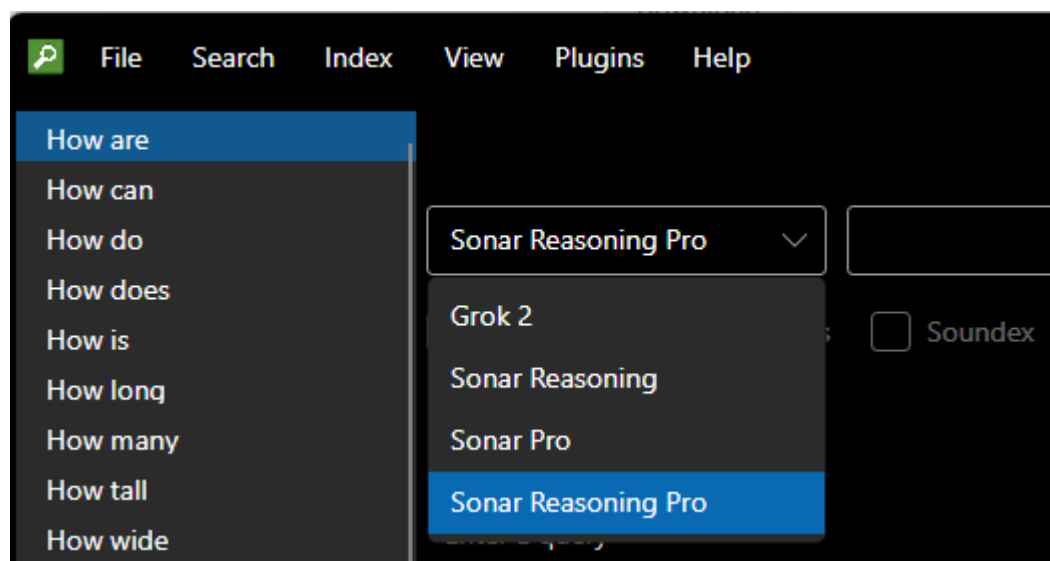 File Search Index View Plugins Help
How are
How can
How do
How does
How is
How long
How many
How tall
How wide
Sonar Reasoning Pro
Grok 2
Sonar Reasoning
Sonar Pro
Sonar Reasoning Pro
Soundex